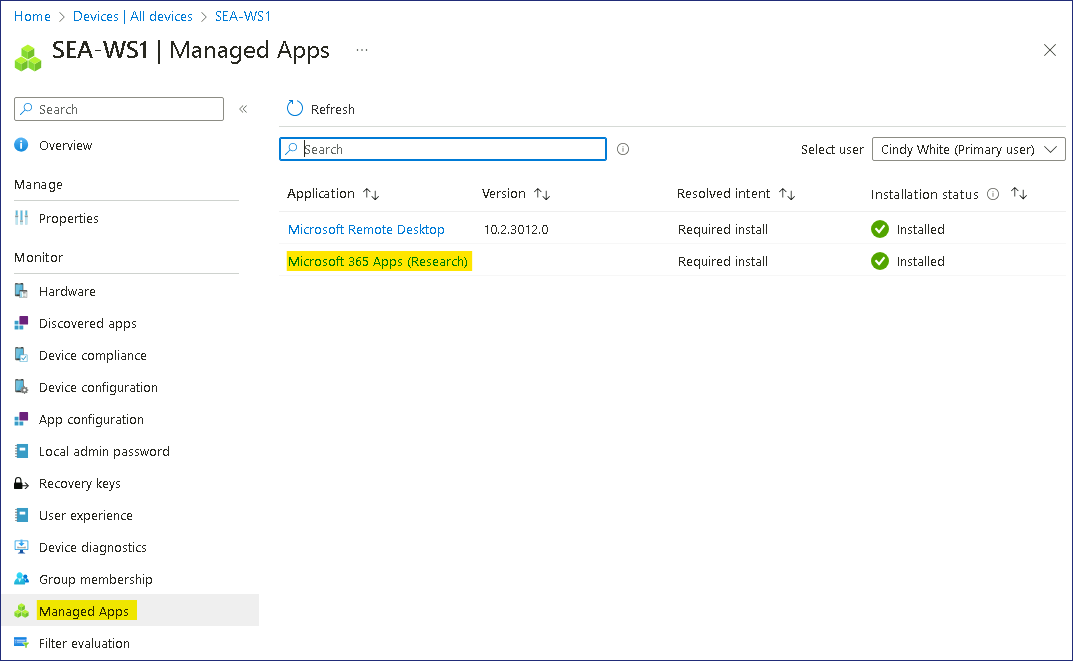 Home > Devices | All devices > SEA-WS1
SEA-WS1 | Managed Apps ...
Search «
Overview
Manage
Properties
Monitor
Hardware
Discovered apps
Device compliance
Device configuration
App configuration
Local admin password
Recovery keys
User experience
Device diagnostics
Group membership
Managed Apps
Filter evaluation
Refresh
Search
Select user Cindy White (Primary user)
Application Version Resolved intent Installation status
Microsoft Remote Desktop 10.2.3012.0 Required install Installed
Microsoft 365 Apps (Research) Required install Installed